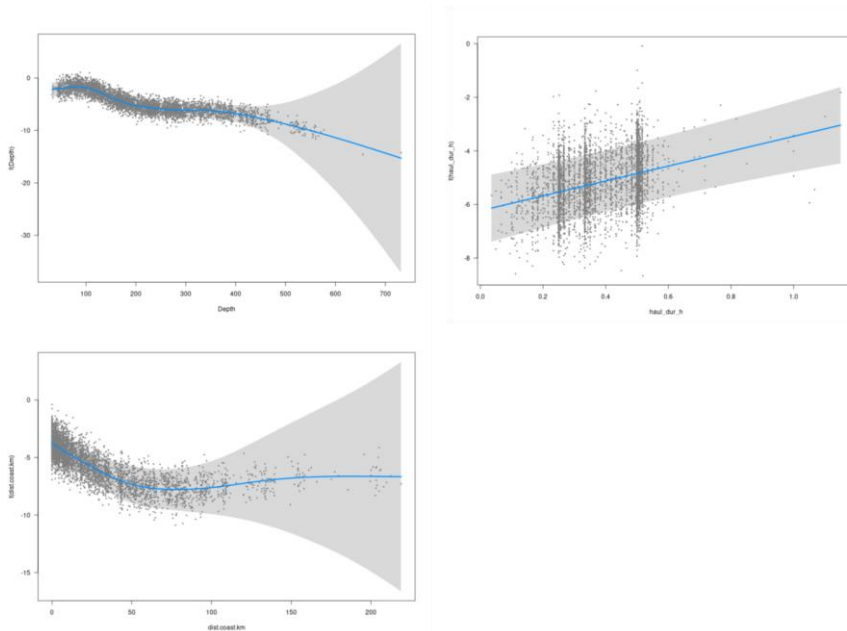 0
-10
-20
-30
f(Depth)
100 200 300 400 500 600 700
Depth
0
-2
-4
-6
-8
f(haul_dur_h)
0.0 0.2 0.4 0.6 0.8 1.0
haul_dur_h
0
-5
-10
-15
f(dist.coast.km)
0 50 100 150 200
dist.coast.km